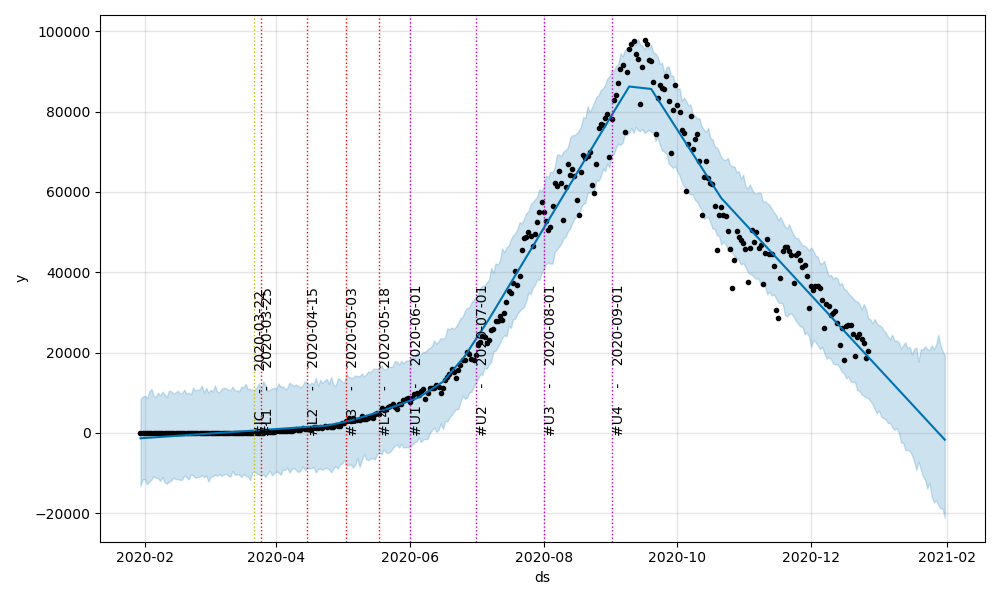 100000
80000
60000
40000
20000
0
−20000
y
#JC - 2020-03-22
#L1 - 2020-03-25
#L2 - 2020-04-15
#L3 - 2020-05-03
#L4 - 2020-05-18
#U1 - 2020-06-01
#U2 - 2020-07-01
#U3 - 2020-08-01
#U4 - 2020-09-01
2020-02 2020-04 2020-06 2020-08 2020-10 2020-12 2021-02
ds